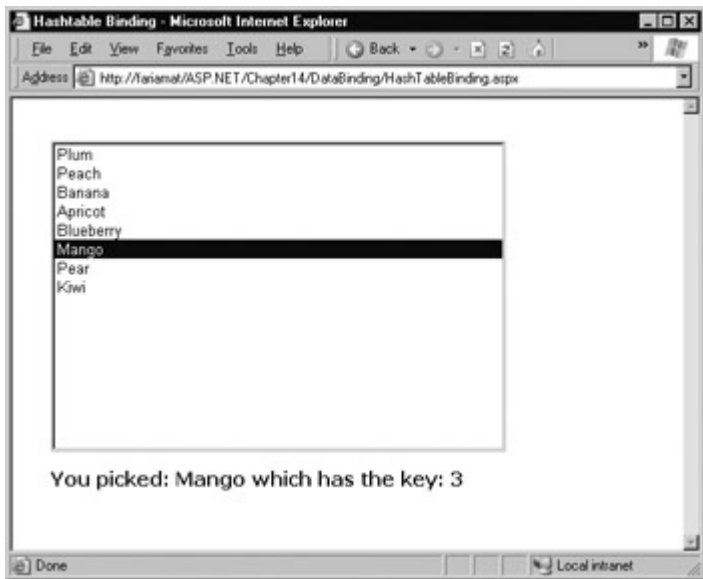 Hashtable Binding - Microsoft Internet Explorer
File Edit View Favorites Tools Help Back
Address http://fariamat/ASP.NET/Chapter14/DataBinding/HashTableBinding.aspx
Plum
Peach
Banana
Apricot
Blueberry
Mango
Pear
Kiwi
You picked: Mango which has the key: 3
Done Local intranet